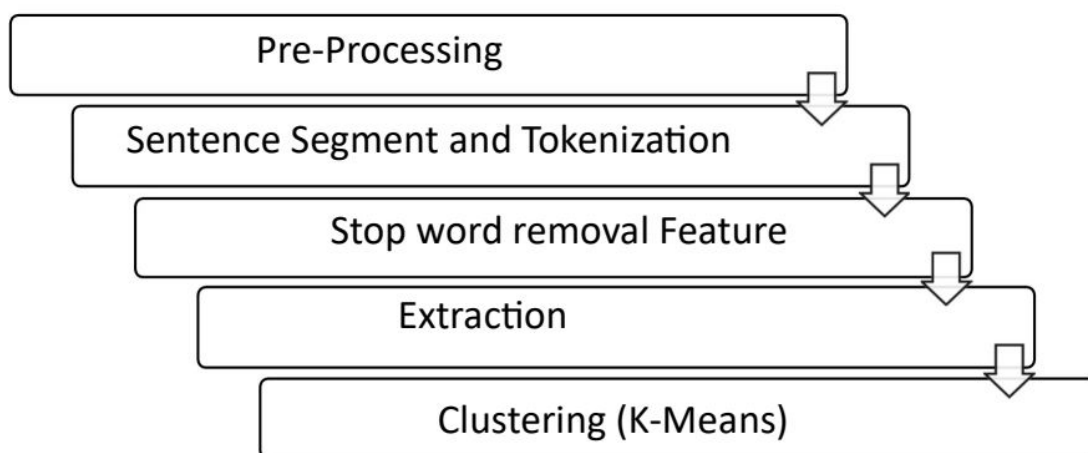 Pre-Processing
Sentence Segment and Tokenization
Stop word removal Feature
Extraction
Clustering (K-Means)